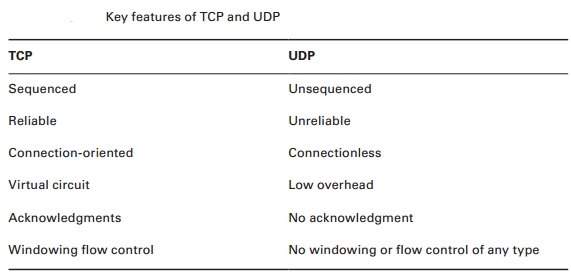 Key features of TCP and UDP
TCP UDP
Sequenced Unsequenced
Reliable Unreliable
Connection-oriented Connectionless
Virtual circuit Low overhead
Acknowledgments No acknowledgment
Windowing flow control No windowing or flow control of any type